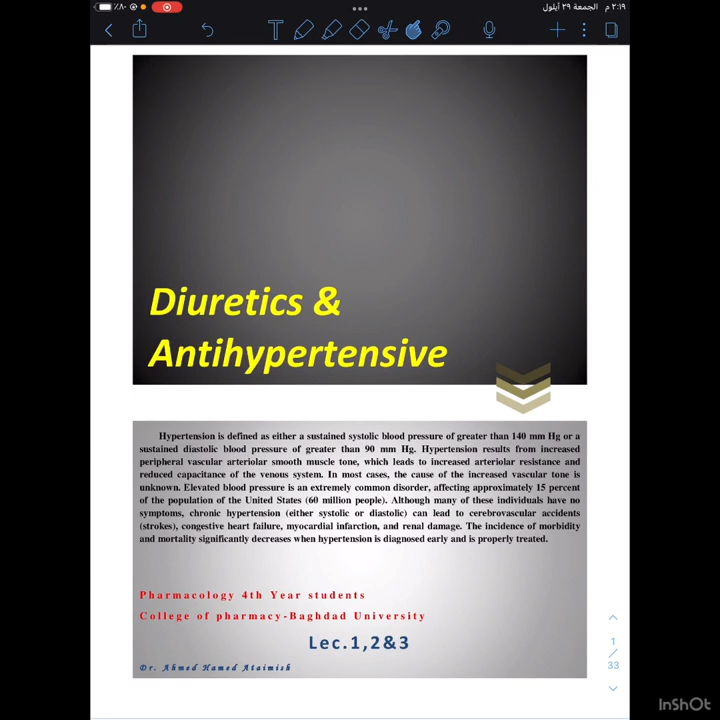 ٪٨٠ ٢:١٩ م الجمعة ٢٩ أيلول
Diuretics &
Antihypertensive
Hypertension is defined as either a sustained systolic blood pressure of greater than 140 mm Hg or a
sustained diastolic blood pressure of greater than 90 mm Hg. Hypertension results from increased
peripheral vascular arteriolar smooth muscle tone, which leads to increased arteriolar resistance and
reduced capacitance of the venous system. In most cases, the cause of the increased vascular tone is
unknown. Elevated blood pressure is an extremely common disorder, affecting approximately 15 percent
of the population of the United States (60 million people). Although many of these individuals have no
symptoms, chronic hypertension (either systolic or diastolic) can lead to cerebrovascular accidents
(strokes), congestive heart failure, myocardial infarction, and renal damage. The incidence of morbidity
and mortality significantly decreases when hypertension is diagnosed early and is properly treated.
Pharmacology 4th Year students
College of pharmacy-Baghdad University
Lec.1,2&3
Dr. Ahmed Hamed Ataimish
1
/
33
InShOt